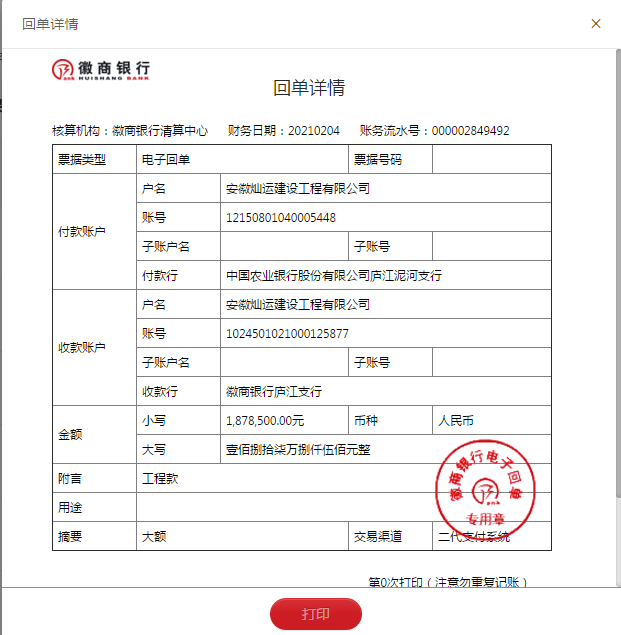 回单详情
×
徽商银行
HUISHANG BANK
回单详情
核算机构：徽商银行清算中心 财务日期：20210204 账务流水号：000002849492
票据类型 电子回单 票据号码
付款账户
户名 安徽灿运建设工程有限公司
账号 12150801040005448
子账户名 子账号
付款行 中国农业银行股份有限公司庐江泥河支行
收款账户
户名 安徽灿运建设工程有限公司
账号 1024501021000125877
子账户名 子账号
收款行 徽商银行庐江支行
金额
小写 1,878,500.00元 币种 人民币
大写 壹佰捌拾柒万捌仟伍佰元整
附言 工程款
用途
摘要 大额 交易渠道 二代支付系统
徽商银行电子回单
专用章
第0次打印（注意勿重复记账）
打印